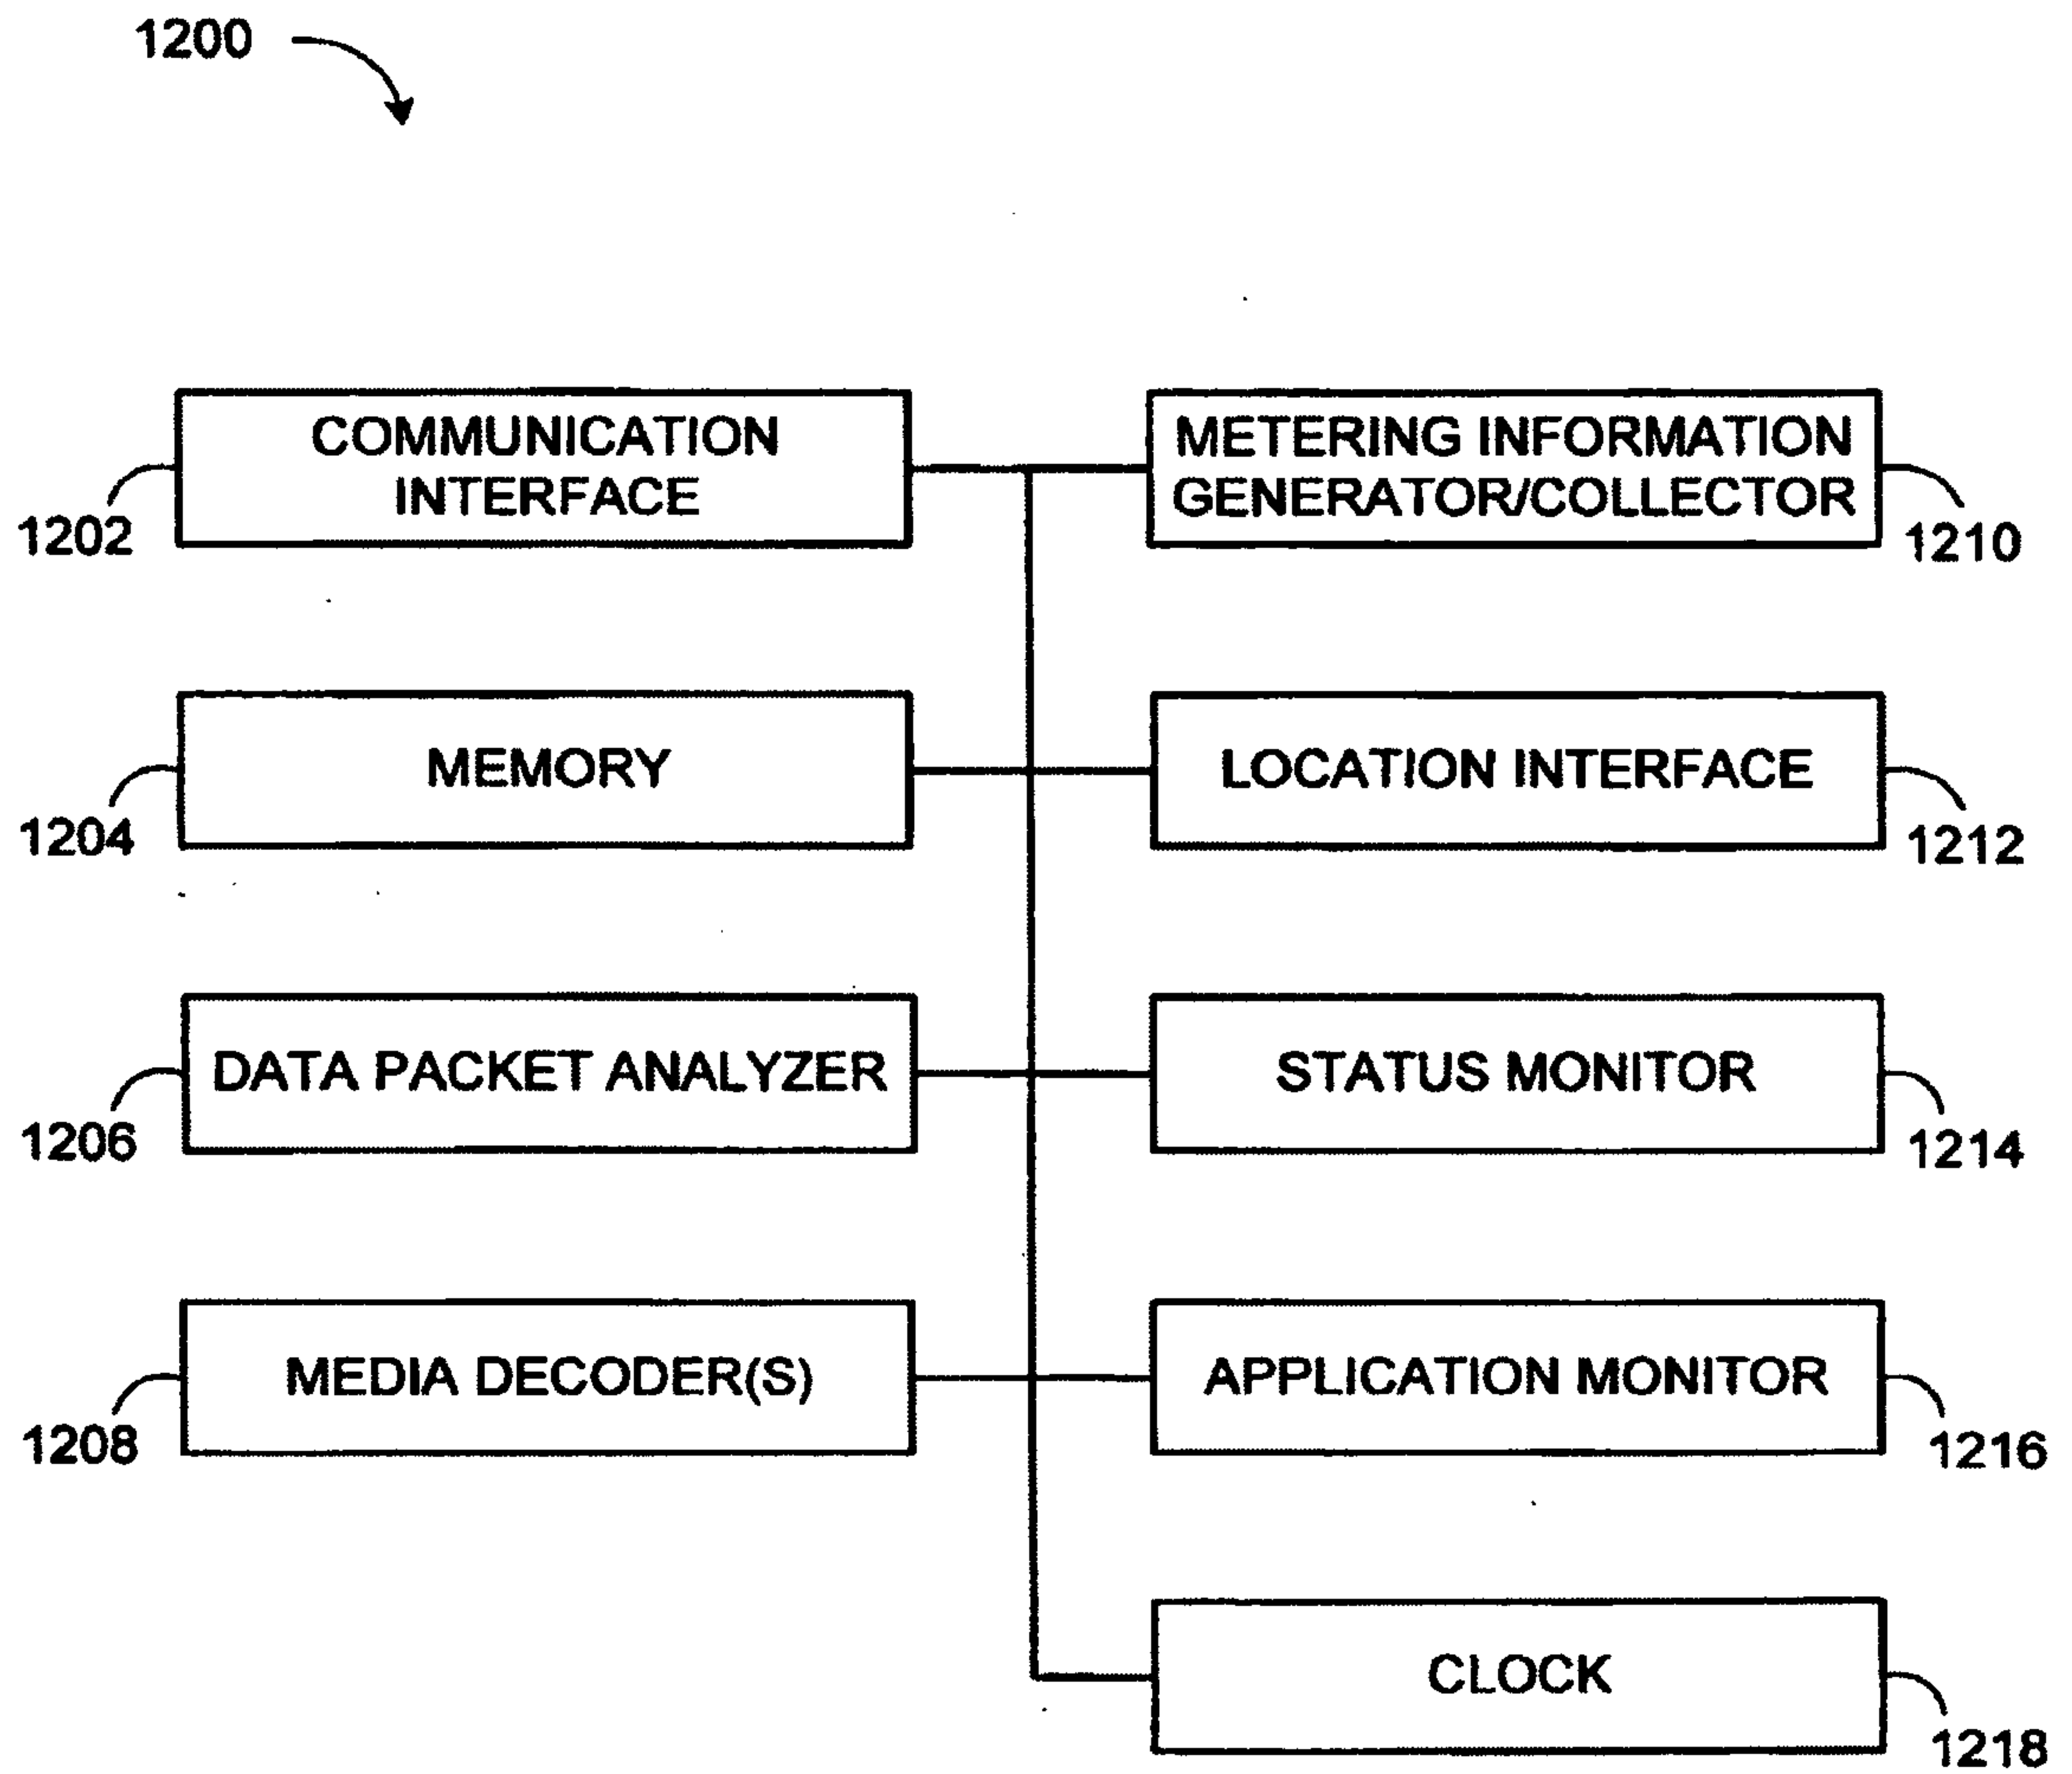 1200
COMMUNICATION
INTERFACE
1202
METERING INFORMATION
GENERATOR/COLLECTOR
1210
MEMORY
1204
LOCATION INTERFACE
1212
DATA PACKET ANALYZER
1206
STATUS MONITOR
1214
MEDIA DECODER(S)
1208
APPLICATION MONITOR
1216
CLOCK
1218